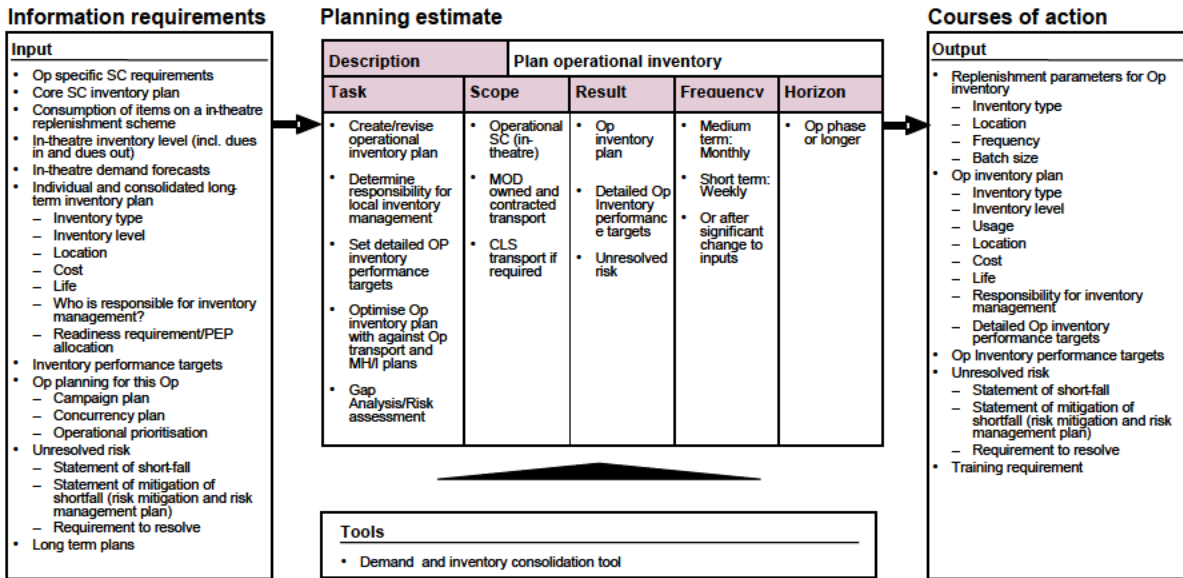 Information requirements
Input
• Op specific SC requirements
• Core SC inventory plan
• Consumption of items on a in-theatre
replenishment scheme
• In-theatre inventory level (incl. dues
in and dues out)
• In-theatre demand forecasts
• Individual and consolidated long-
term inventory plan
– Inventory type
– Inventory level
– Location
– Cost
– Life
– Who is responsible for inventory
management?
– Readiness requirement/PEP
allocation
• Inventory performance targets
• Op planning for this Op
– Campaign plan
– Concurrency plan
– Operational prioritisation
• Unresolved risk
– Statement of short-fall
– Statement of mitigation of
shortfall (risk mitigation and risk
management plan)
– Requirement to resolve
• Long term plans
Planning estimate
Description
Plan operational inventory
Task
• Create/revise
operational
inventory plan
• Determine
responsibility for
local inventory
management
• Set detailed OP
inventory
performance
targets
• Optimise Op
inventory plan
with against Op
transport and
MH/I plans
• Gap
Analysis/Risk
assessment
Scope
• Operational
SC (in-
theatre)
• MOD
owned and
contracted
transport
• CLS
transport if
required
Result
• Op
inventory
plan
• Detailed Op
Inventory
performanc
e targets
• Unresolved
risk
Frequency
• Medium
term:
Monthly
• Short term:
Weekly
• Or after
significant
change to
inputs
Horizon
• Op phase
or longer
Tools
• Demand and inventory consolidation tool
Courses of action
Output
• Replenishment parameters for Op
inventory
– Inventory type
– Location
– Frequency
– Batch size
• Op inventory plan
– Inventory type
– Inventory level
– Usage
– Location
– Cost
– Life
– Responsibility for inventory
management
– Detailed Op inventory
performance targets
• Op Inventory performance targets
• Unresolved risk
– Statement of short-fall
– Statement of mitigation of
shortfall (risk mitigation and risk
management plan)
– Requirement to resolve
• Training requirement